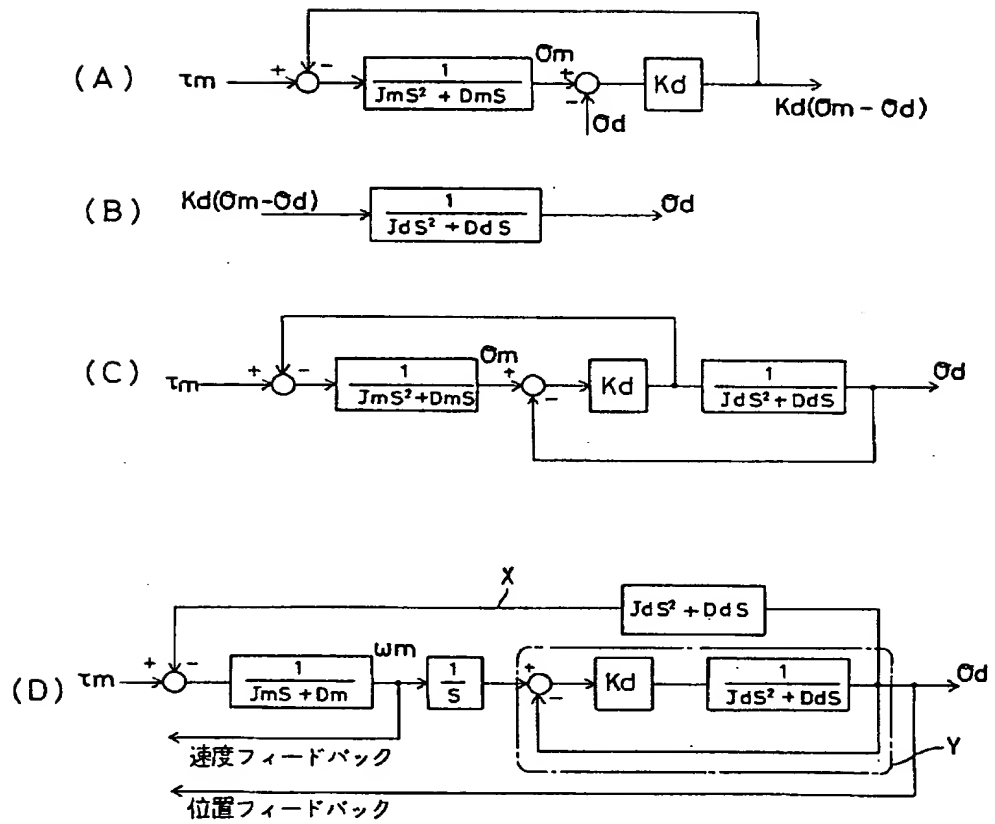 (A)
τm
+
-
1
JmS² + DmS
θm
+
-
θd
Kd
Kd(θm - θd)
(B)
Kd(θm-θd)
1
JdS² + DdS
θd
(C)
τm
+
-
1
JmS²+DmS
θm
+
-
Kd
1
JdS²+DdS
θd
X
JdS² + DdS
(D)
τm
+
-
1
JmS + Dm
ωm
1
S
+
-
Kd
1
JdS²+DdS
θd
Y
速度フィードバック
位置フィードバック